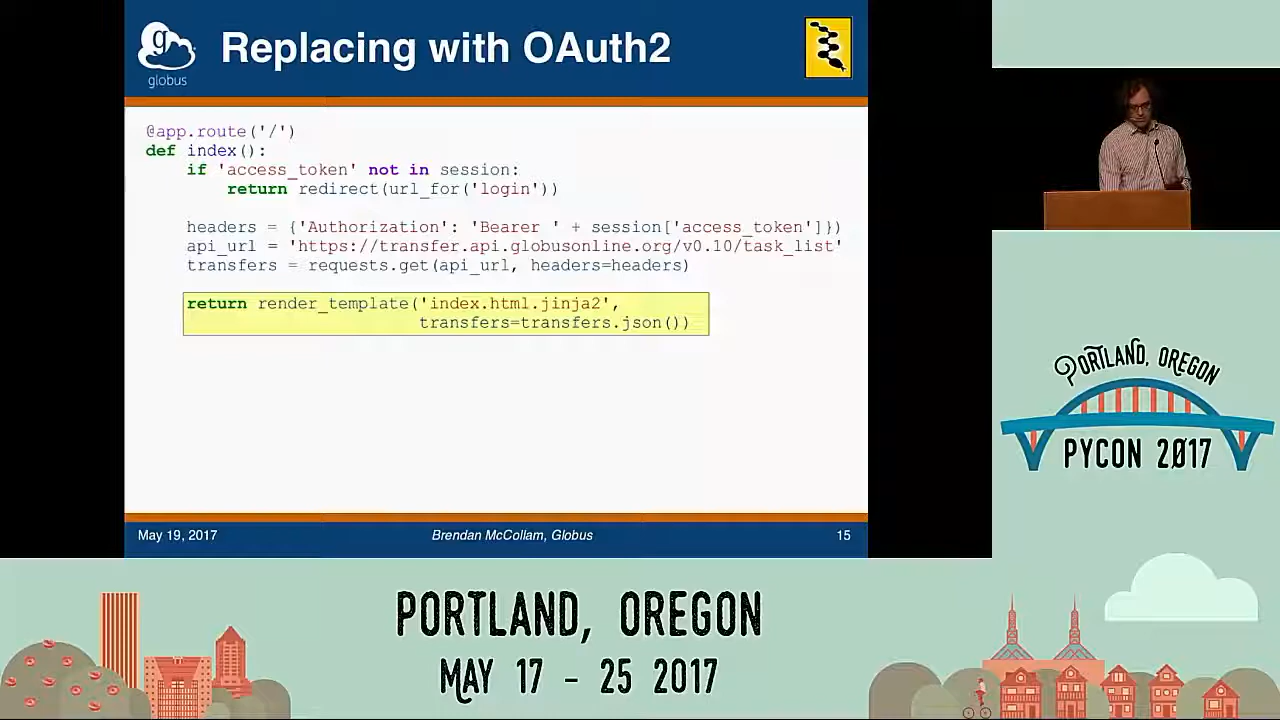 Replacing with OAuth2
g
globus
@app.route('/')
def index():
if 'access_token' not in session:
return redirect(url_for('login'))
headers = {'Authorization': 'Bearer ' + session['access_token']})
api_url = 'https://transfer.api.globusonline.org/v0.10/task_list'
transfers = requests.get(api_url, headers=headers)
return render_template('index.html.jinja2',
transfers=transfers.json())
May 19, 2017
Brendan McCollam, Globus
15
PORTLAND, OREGON
PYCON 2017
PORTLAND, OREGON
MAY 17 - 25 2017